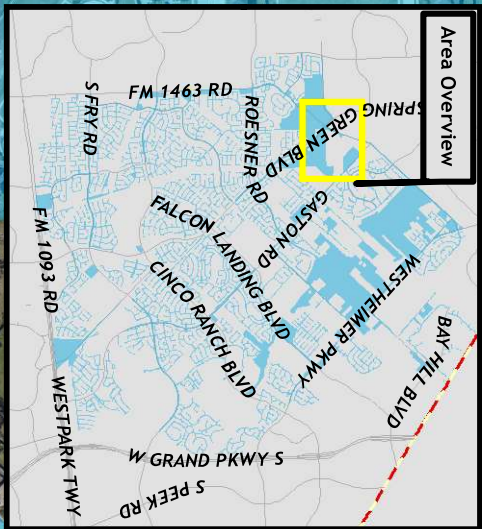 Area Overview
FM 1463 RD
S FRY RD
ROESNER RD
SPRING
GREEN BLVD
GASTON RD
FALCON LANDING BLVD
FM 1093 RD
CINCO RANCH BLVD
WESTHEIMER PKWY
BAY HILL BLVD
WESTPARK TWY
W GRAND PKWY S
S PEEK RD